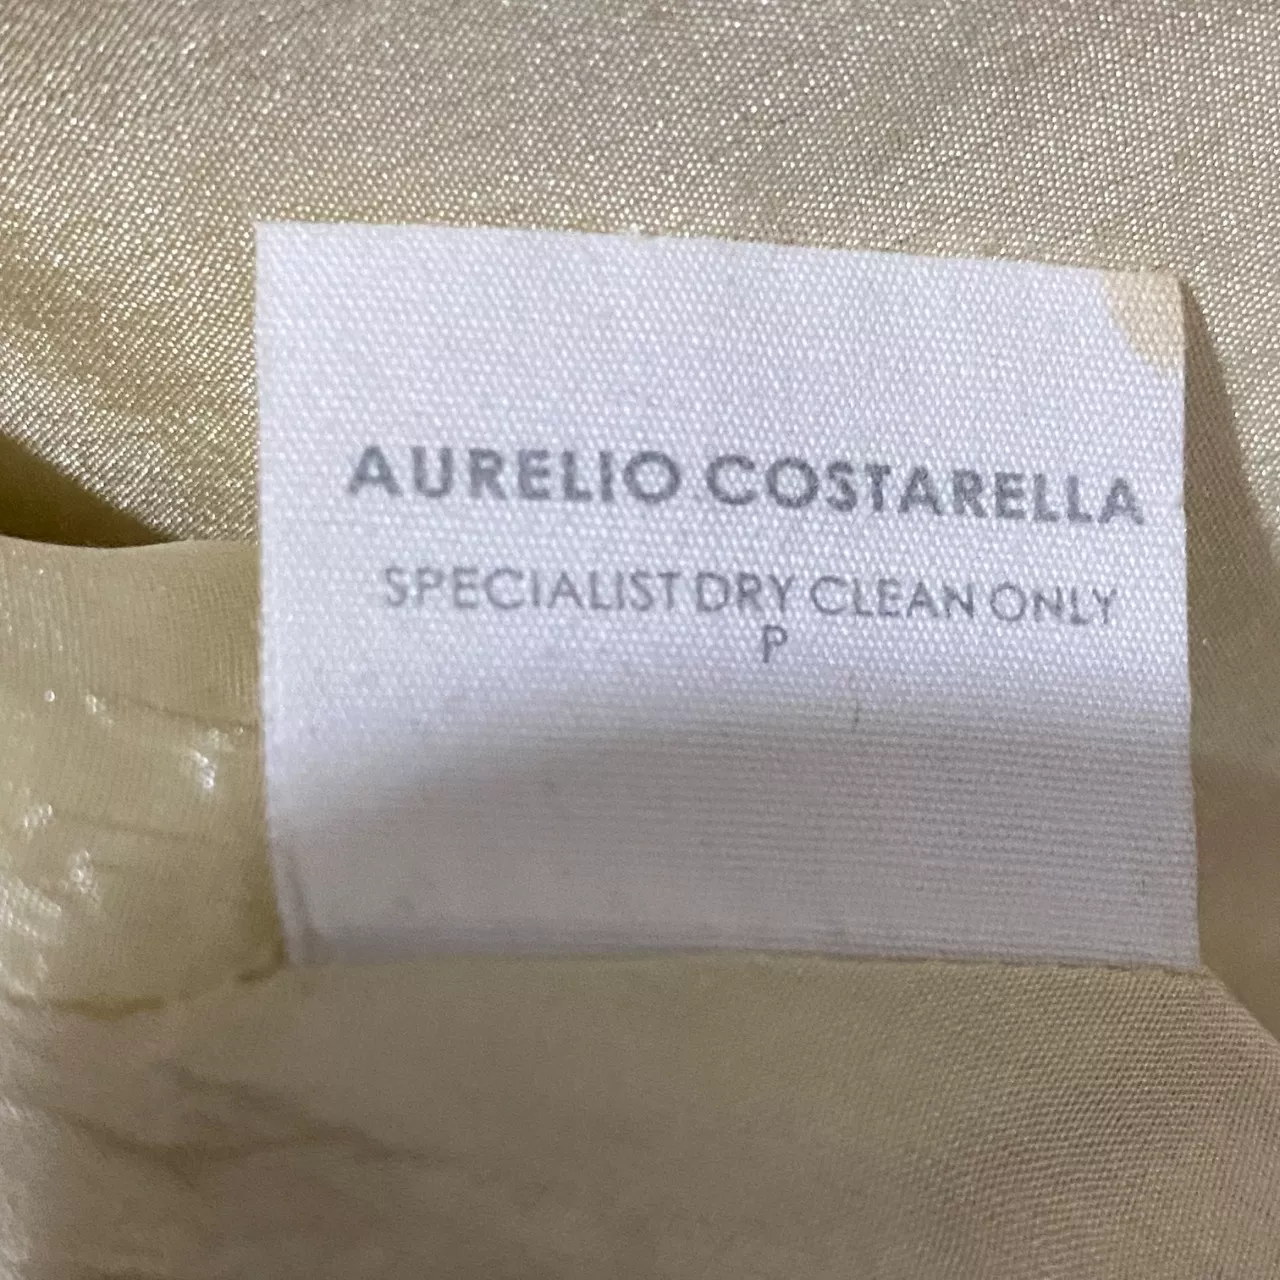 AURELIO COSTARELLA
SPECIALIST DRY CLEAN ONLY
P